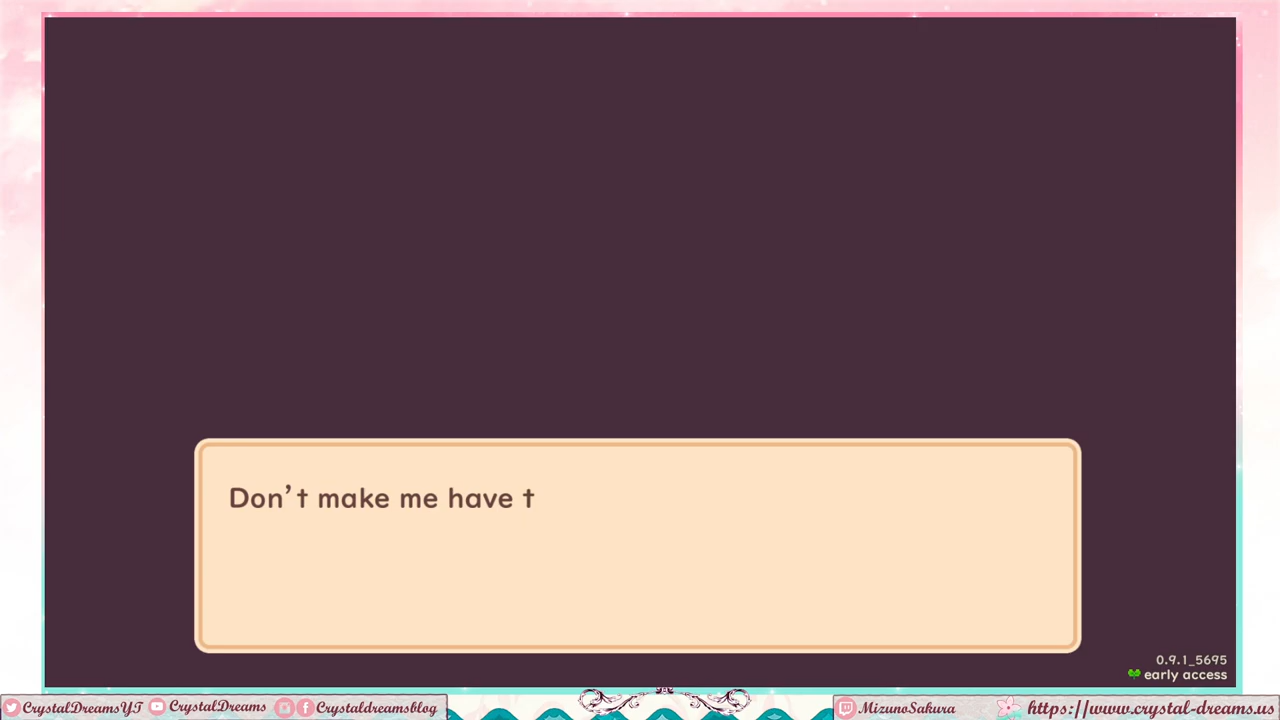 Don’t make me have t
0.9.1_5695
early access
CrystalDreamsYT CrystalDreams Crystaldreamsblog MizunoSakura https://www.crystal-dreams.us